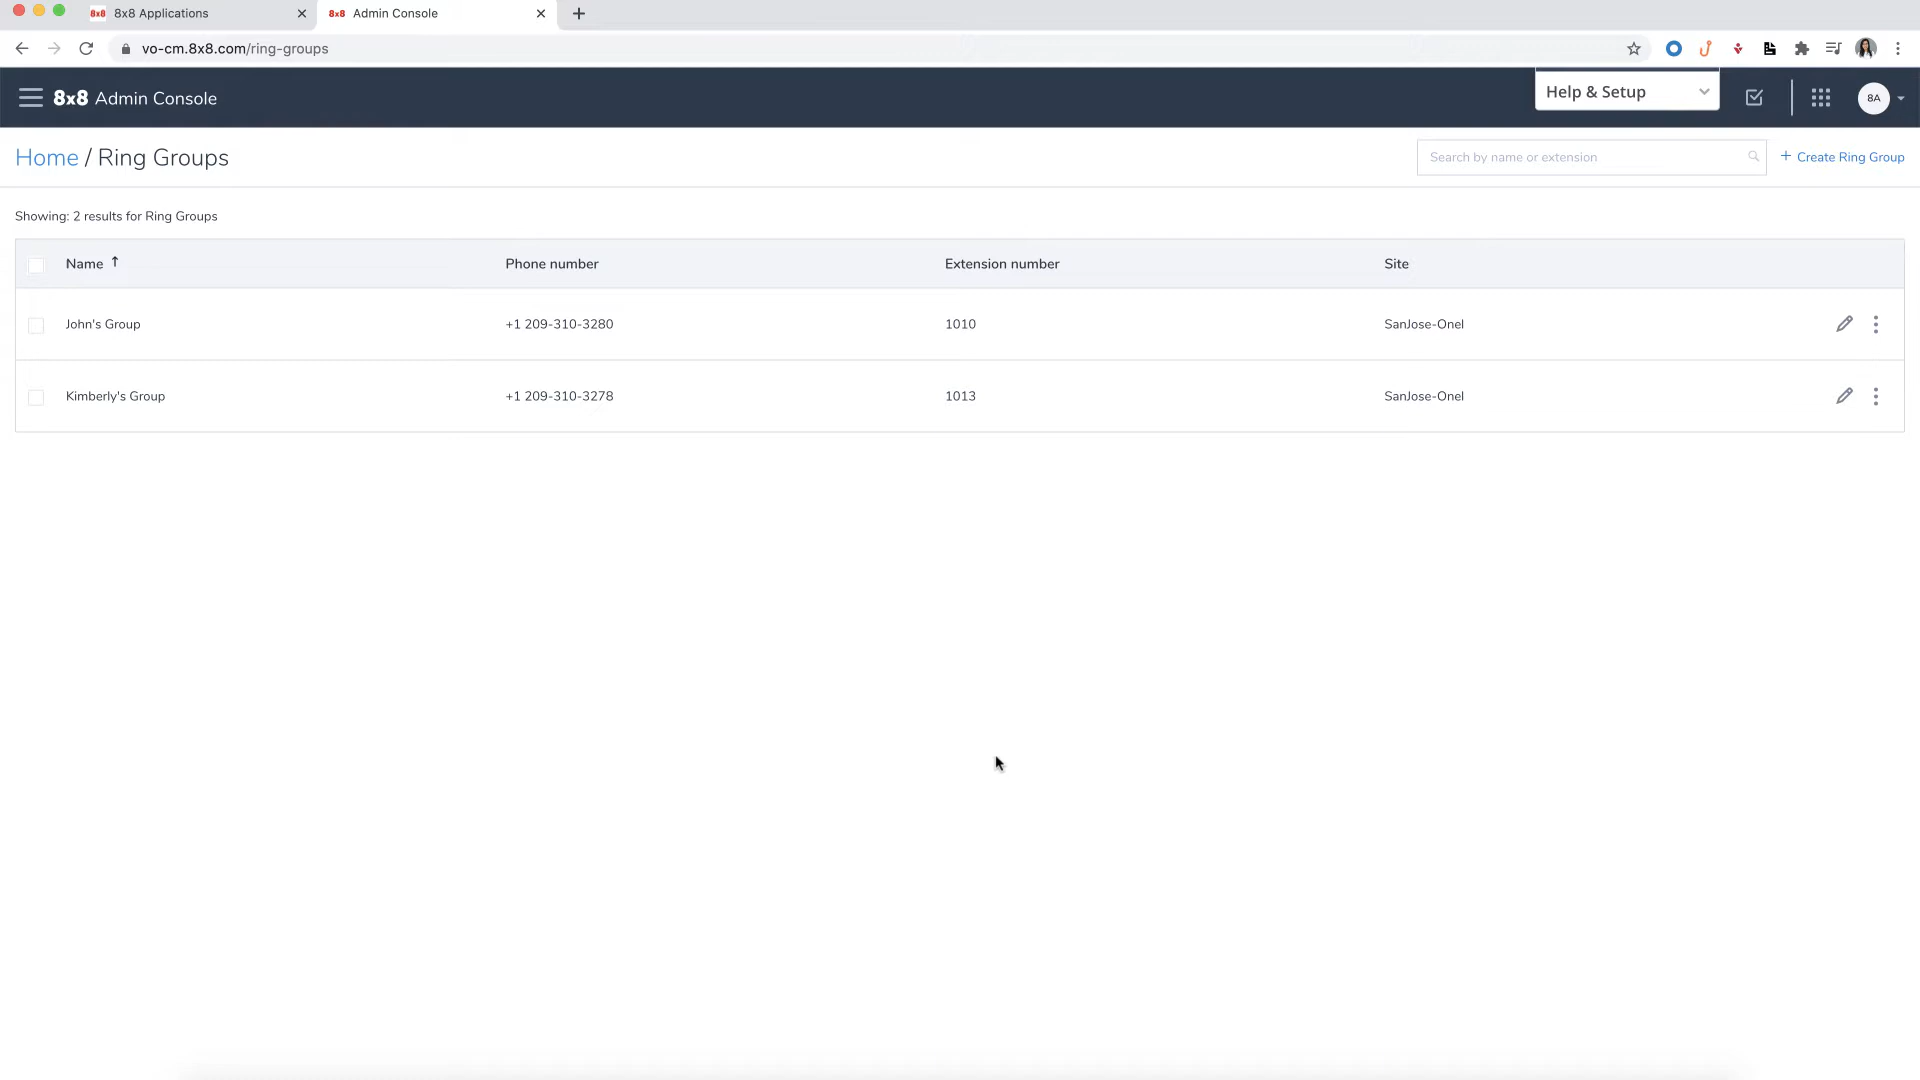 8x8 8x8 Applications
8x8 Admin Console
vo-cm.8x8.com/ring-groups
8x8 Admin Console
Help & Setup
8A
Home / Ring Groups
Search by name or extension
+ Create Ring Group
Showing: 2 results for Ring Groups
Name ↑ Phone number Extension number Site
John's Group +1 209-310-3280 1010 SanJose-Onel
Kimberly's Group +1 209-310-3278 1013 SanJose-Onel